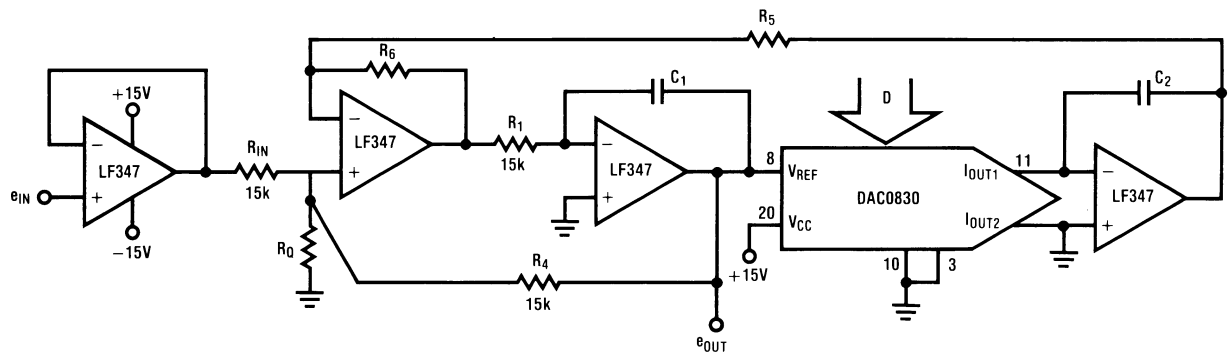 R5
R6
C1
C2
D
+15V
RIN
15k
LF347
−
+
eIN
−15V
LF347
−
+
R1
15k
LF347
−
+
8
VREF
20
VCC
+15V
DAC0830
IOUT1
11
IOUT2
10
3
LF347
−
+
RQ
R4
15k
eOUT